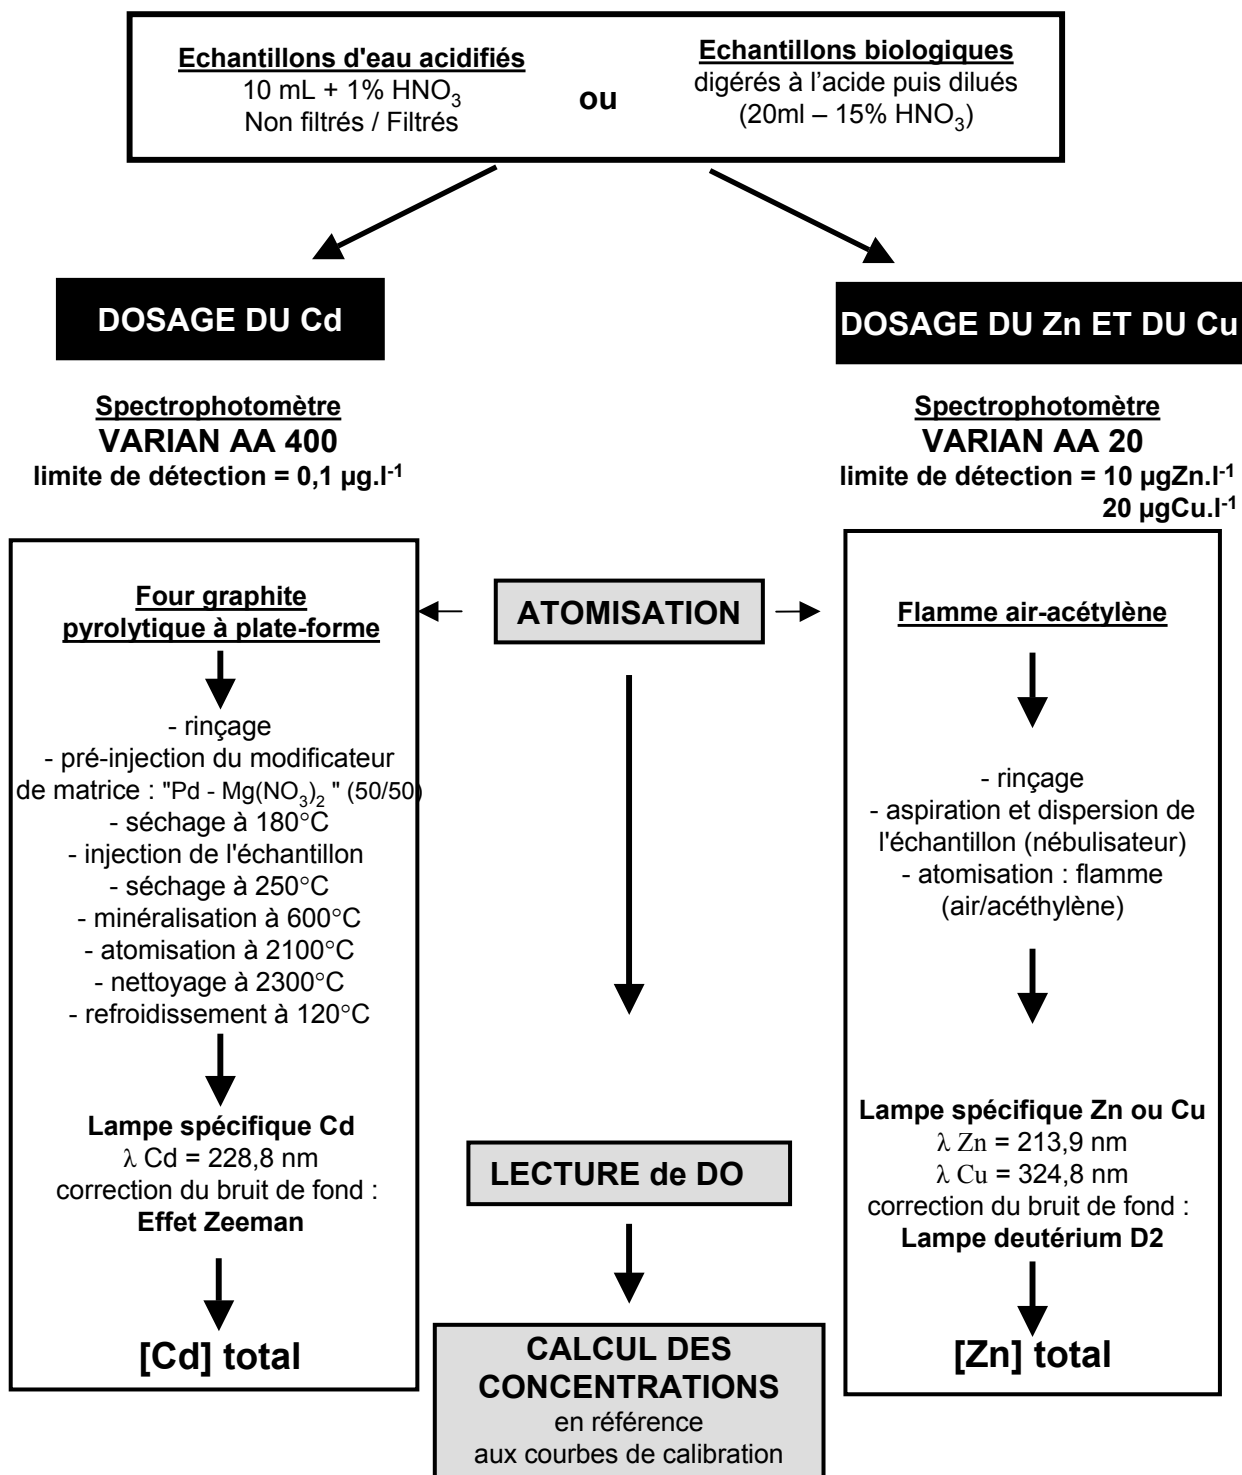 Echantillons d'eau acidifiés
10 mL + 1% HNO3
Non filtrés / Filtrés
ou
Echantillons biologiques
digérés à l'acide puis dilués
(20ml – 15% HNO3)
DOSAGE DU Cd
DOSAGE DU Zn ET DU Cu
Spectrophotomètre
VARIAN AA 400
limite de détection = 0,1 µg.l-1
Spectrophotomètre
VARIAN AA 20
limite de détection = 10 µgZn.l-1
20 µgCu.l-1
Four graphite
pyrolytique à plate-forme
- rinçage
- pré-injection du modificateur
de matrice : "Pd - Mg(NO3)2 " (50/50)
- séchage à 180°C
- injection de l'échantillon
- séchage à 250°C
- minéralisation à 600°C
- atomisation à 2100°C
- nettoyage à 2300°C
- refroidissement à 120°C
Lampe spécifique Cd
λ Cd = 228,8 nm
correction du bruit de fond :
Effet Zeeman
[Cd] total
ATOMISATION
LECTURE de DO
CALCUL DES
CONCENTRATIONS
en référence
aux courbes de calibration
Flamme air-acétylène
- rinçage
- aspiration et dispersion de
l'échantillon (nébulisateur)
- atomisation : flamme
(air/acéthylène)
Lampe spécifique Zn ou Cu
λ Zn = 213,9 nm
λ Cu = 324,8 nm
correction du bruit de fond :
Lampe deutérium D2
[Zn] total